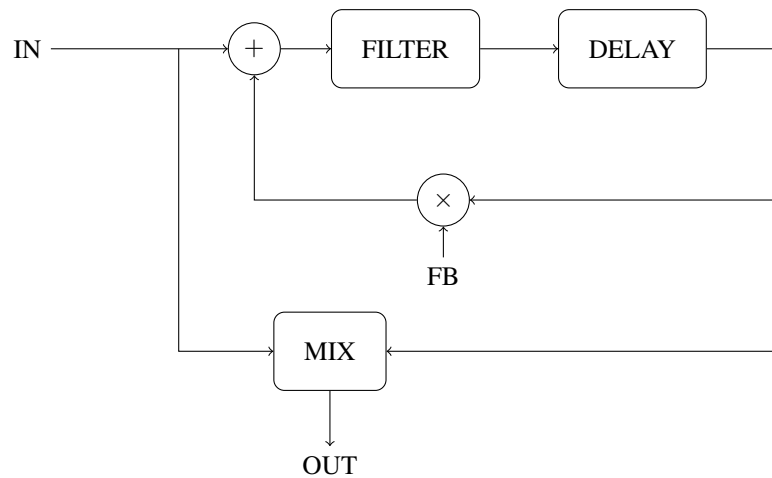 IN
+
FILTER
DELAY
×
FB
MIX
OUT